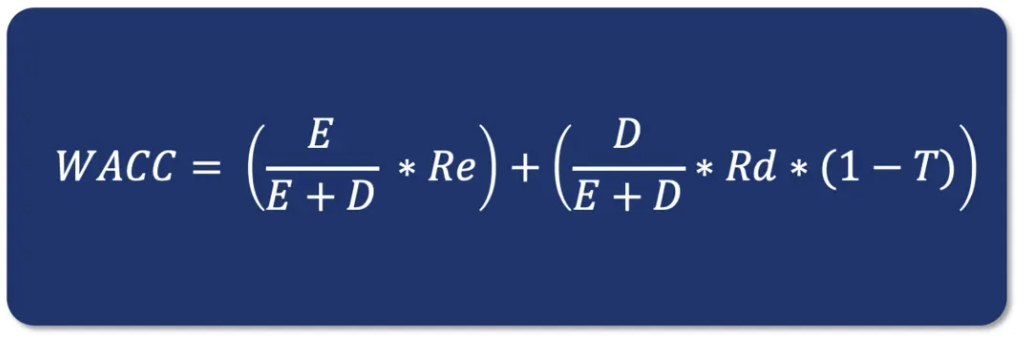 WACC = (E/(E + D) * Re) + (D/(E + D) * Rd * (1 − T))